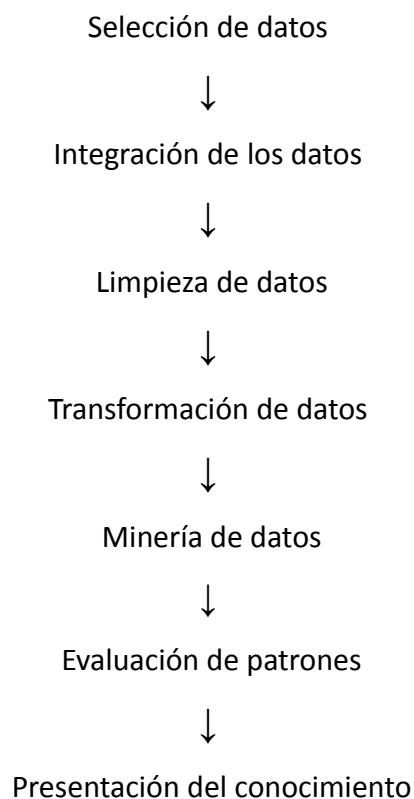 Selección de datos
↓
Integración de los datos
↓
Limpieza de datos
↓
Transformación de datos
↓
Minería de datos
↓
Evaluación de patrones
↓
Presentación del conocimiento